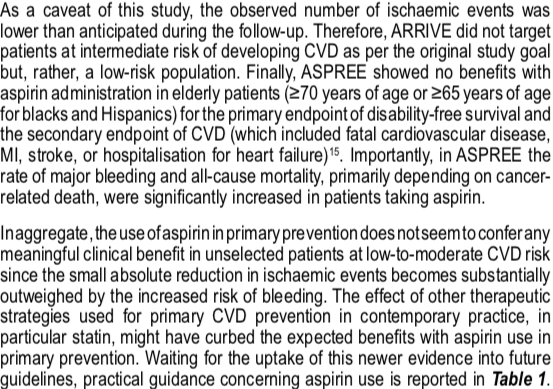 As a caveat of this study, the observed number of ischaemic events was
lower than anticipated during the follow-up. Therefore, ARRIVE did not target
patients at intermediate risk of developing CVD as per the original study goal
but, rather, a low-risk population. Finally, ASPREE showed no benefits with
aspirin administration in elderly patients (≥70 years of age or ≥65 years of age
for blacks and Hispanics) for the primary endpoint of disability-free survival and
the secondary endpoint of CVD (which included fatal cardiovascular disease,
MI, stroke, or hospitalisation for heart failure)¹⁵. Importantly, in ASPREE the
rate of major bleeding and all-cause mortality, primarily depending on cancer-
related death, were significantly increased in patients taking aspirin.
In aggregate, the use of aspirin in primary prevention does not seem to confer any
meaningful clinical benefit in unselected patients at low-to-moderate CVD risk
since the small absolute reduction in ischaemic events becomes substantially
outweighed by the increased risk of bleeding. The effect of other therapeutic
strategies used for primary CVD prevention in contemporary practice, in
particular statin, might have curbed the expected benefits with aspirin use in
primary prevention. Waiting for the uptake of this newer evidence into future
guidelines, practical guidance concerning aspirin use is reported in Table 1.